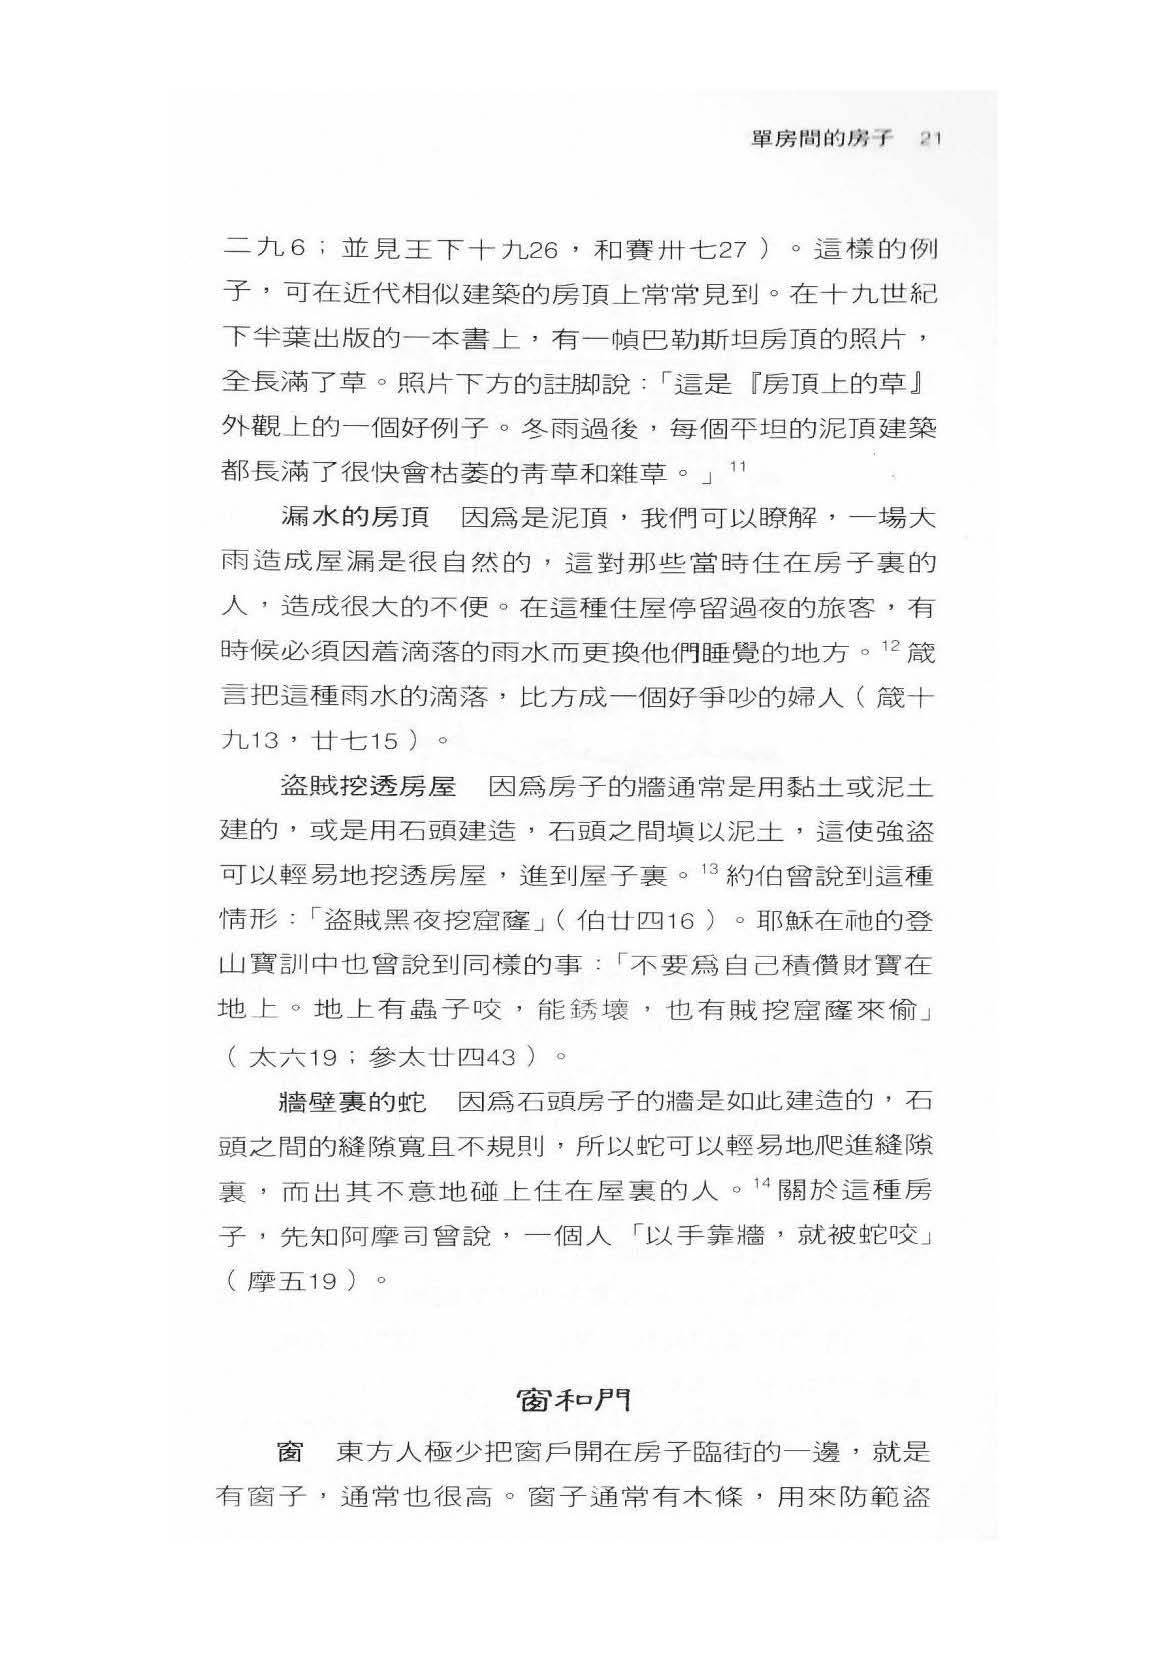 單房間的房子 21
二九6；並見王下十九26，和賽卅七27）。這樣的例
子，可在近代相似建築的房頂上常常見到。在十九世紀
下半葉出版的一本書上，有一幀巴勒斯坦房頂的照片，
全長滿了草。照片下方的註脚說：「這是『房頂上的草』
外觀上的一個好例子。冬雨過後，每個平坦的泥頂建築
都長滿了很快會枯萎的靑草和雜草。」11
漏水的房頂　因爲是泥頂，我們可以瞭解，一場大
雨造成屋漏是很自然的，這對那些當時住在房子裏的
人，造成很大的不便。在這種住屋停留過夜的旅客，有
時候必須因着滴落的雨水而更換他們睡覺的地方。12箴
言把這種雨水的滴落，比方成一個好爭吵的婦人（箴十
九13，廿七15）。
盜賊挖透房屋　因爲房子的牆通常是用黏土或泥土
建的，或是用石頭建造，石頭之間塡以泥土，這使強盜
可以輕易地挖透房屋，進到屋子裏。13約伯曾說到這種
情形：「盜賊黑夜挖窟窿」（伯廿四16）。耶穌在祂的登
山寶訓中也曾說到同樣的事：「不要爲自己積儹財寶在
地上。地上有蟲子咬，能銹壞，也有賊挖窟窿來偷」
（太六19；參太廿四43）。
牆壁裏的蛇　因爲石頭房子的牆是如此建造的，石
頭之間的縫隙寬且不規則，所以蛇可以輕易地爬進縫隙
裏，而出其不意地碰上住在屋裏的人。14關於這種房
子，先知阿摩司曾說，一個人「以手靠牆，就被蛇咬」
（摩五19）。
窗和門
窗　東方人極少把窗戶開在房子臨街的一邊，就是
有窗子，通常也很高。窗子通常有木條，用來防範盜